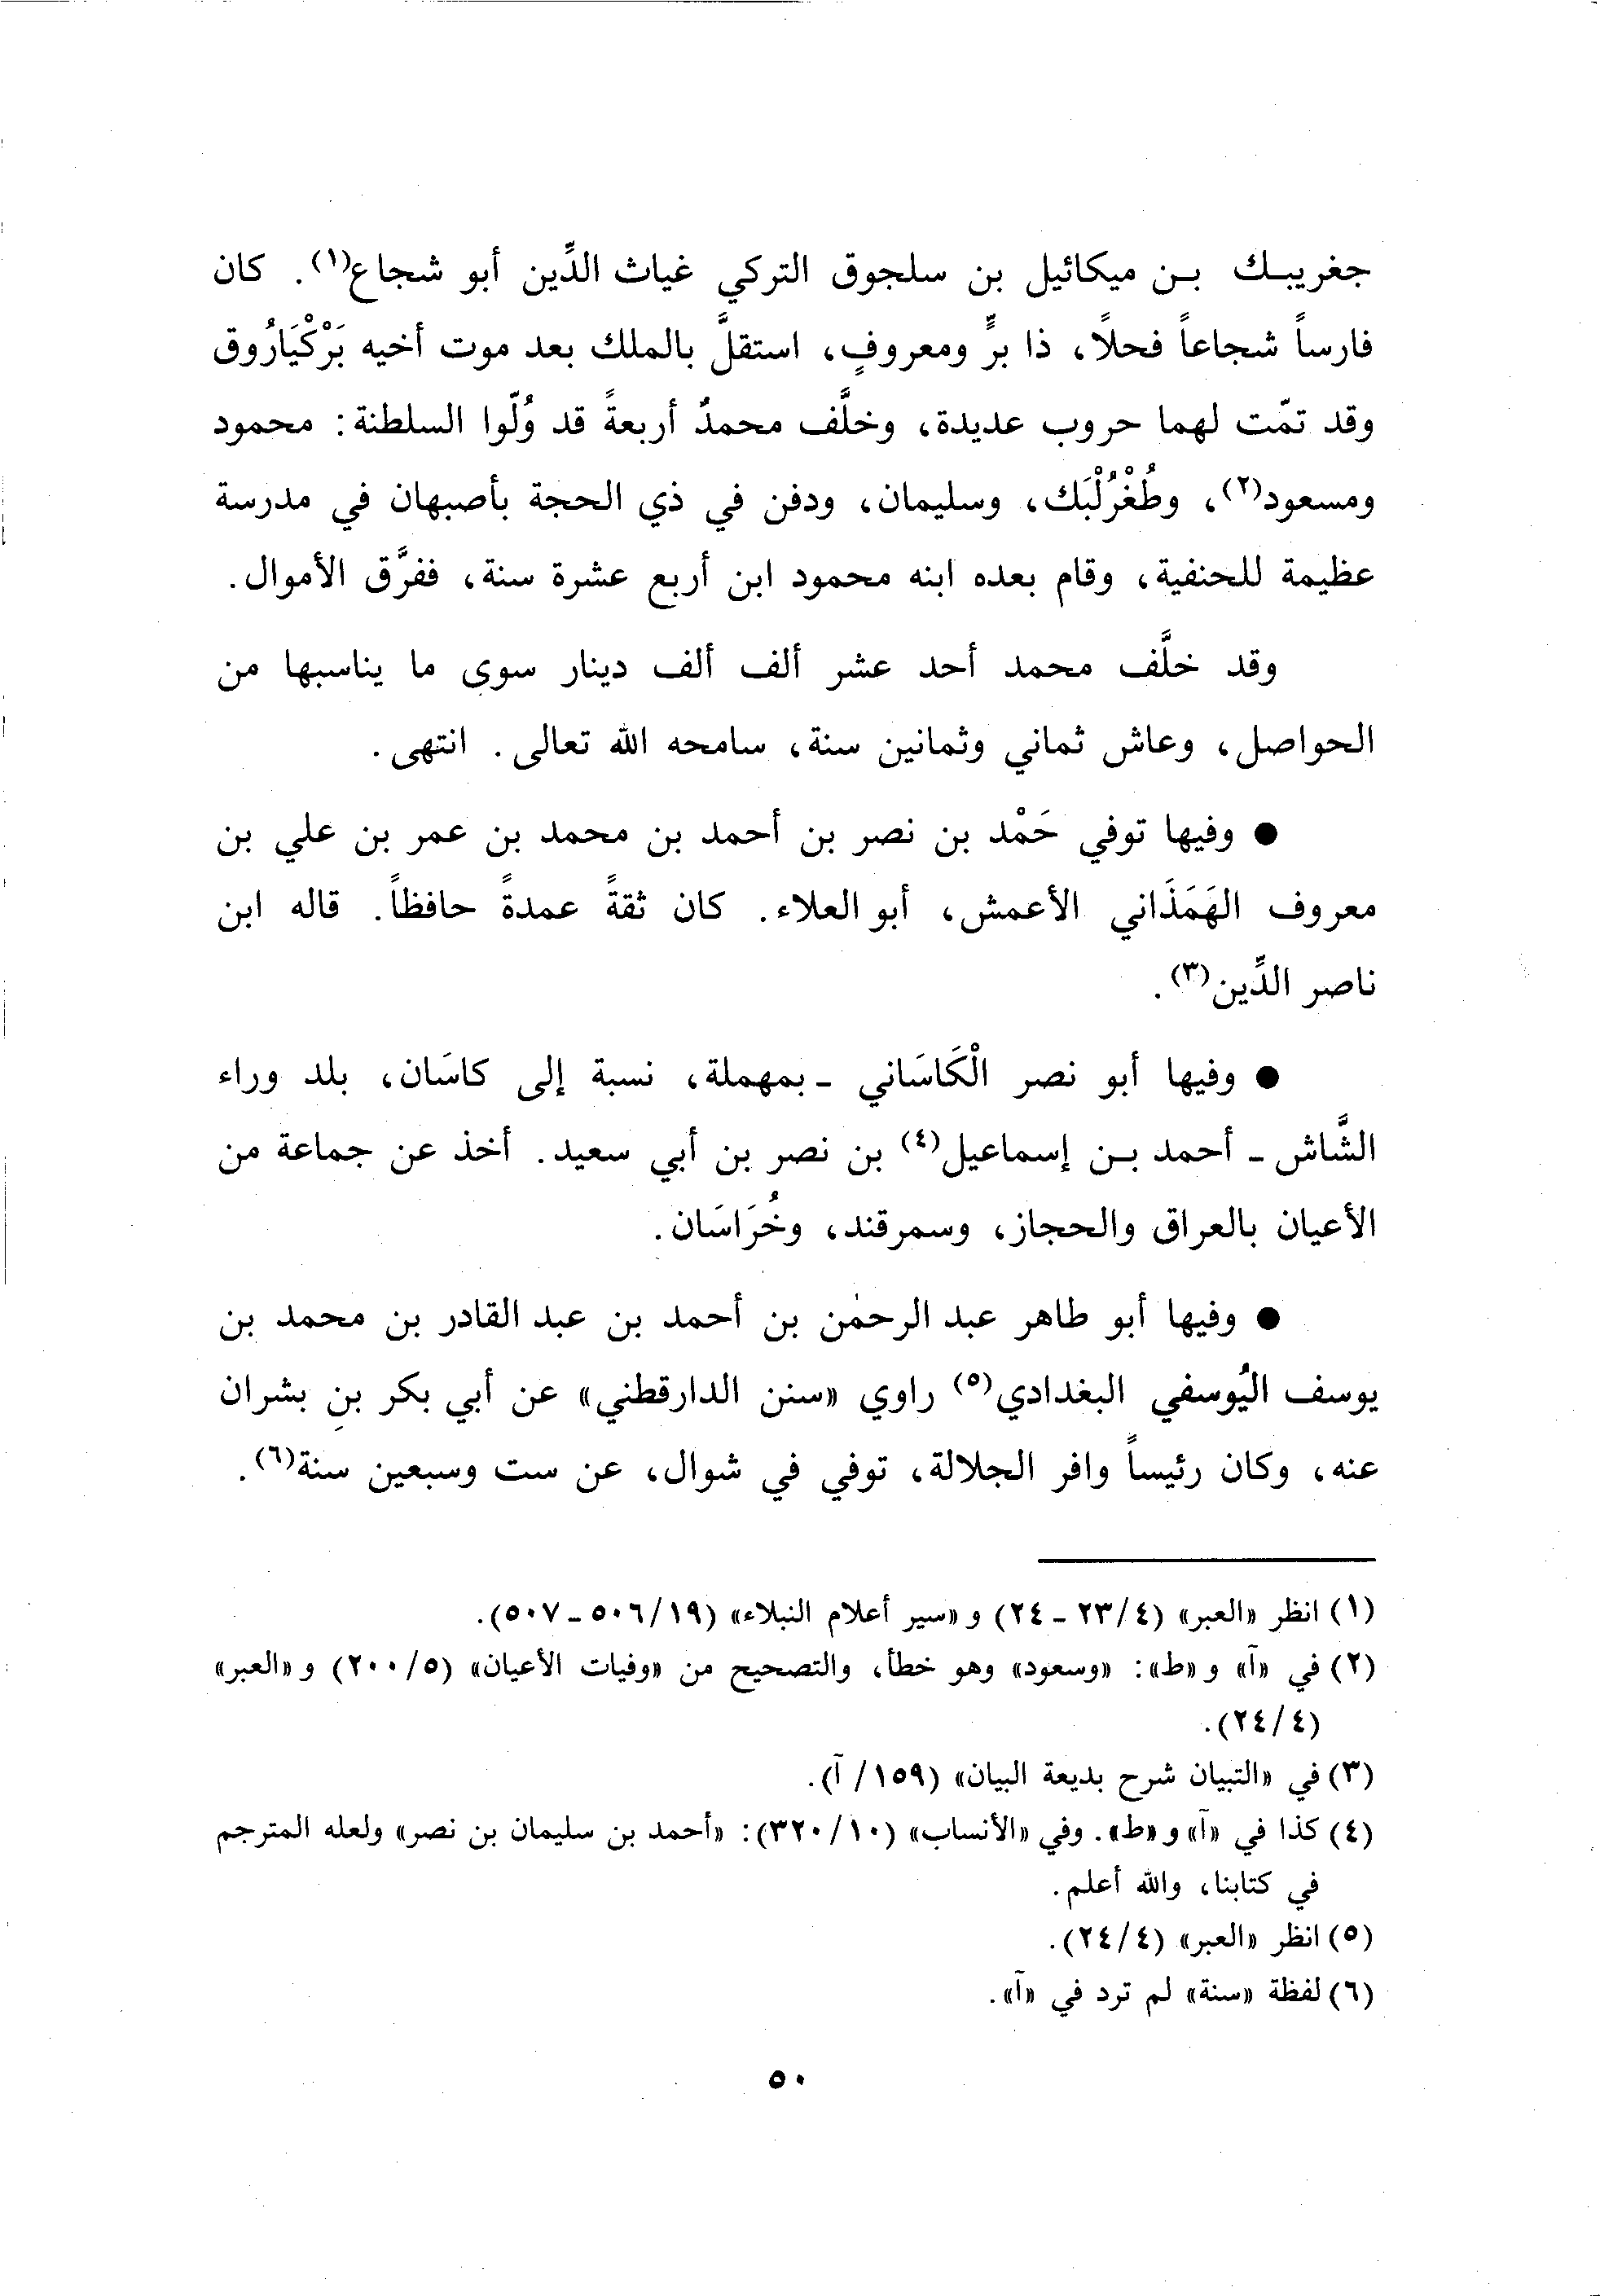 جغريبك بن ميكائيل بن سلجوق التركي غياث الدِّين أبو شجاع(١). كان
فارساً شجاعاً فحلاً، ذا برٍّ ومعروفٍ، استقلَّ بالملك بعد موت أخيه بَرْكْيَارُوق
وقد تمّت لهما حروب عديدة، وخلَّف محمدٌ أربعةً قد وُلّوا السلطنة: محمود
ومسعود(٢)، وطُغْرُلْبَك، وسليمان، ودفن في ذي الحجة بأصبهان في مدرسة
عظيمة للحنفية، وقام بعده ابنه محمود ابن أربع عشرة سنة، ففرَّق الأموال.
وقد خلَّف محمد أحد عشر ألف ألف دينار سوى ما يناسبها من
الحواصل، وعاش ثماني وثمانين سنة، سامحه الله تعالى. انتهى.
● وفيها توفي حَمْد بن نصر بن أحمد بن محمد بن عمر بن علي بن
معروف الهَمَذَاني الأعمش، أبو العلاء. كان ثقةً عمدةً حافظاً. قاله ابن
ناصر الدِّين(٣).
● وفيها أبو نصر الْكَاسَاني ـ بمهملة، نسبة إلى كاسَان، بلد وراء
الشَّاش ـ أحمد بن إسماعيل(٤) بن نصر بن أبي سعيد. أخذ عن جماعة من
الأعيان بالعراق والحجاز، وسمرقند، وخُرَاسَان.
● وفيها أبو طاهر عبد الرحمٰن بن أحمد بن عبد القادر بن محمد بن
يوسف اليُوسفي البغدادي(٥) راوي «سنن الدارقطني» عن أبي بكر بن بشران
عنه، وكان رئيساً وافر الجلالة، توفي في شوال، عن ست وسبعين سنة(٦).
(١) انظر «العبر» (٤/ ٢٣ ـ ٢٤) و «سير أعلام النبلاء» (١٩/ ٥٠٦ ـ ٥٠٧).
(٢) في «آ» و «ط»: «وسعود» وهو خطأ، والتصحيح من «وفيات الأعيان» (٥/ ٢٠٠) و «العبر»
(٤/ ٢٤).
(٣) في «التبيان شرح بديعة البيان» (١٥٩/ آ).
(٤) كذا في «آ» و «ط». وفي «الأنساب» (١٠/ ٣٢٠): «أحمد بن سليمان بن نصر» ولعله المترجم
في كتابنا، والله أعلم.
(٥) انظر «العبر» (٤/ ٢٤).
(٦) لفظة «سنة» لم ترد في «آ».
٥٠